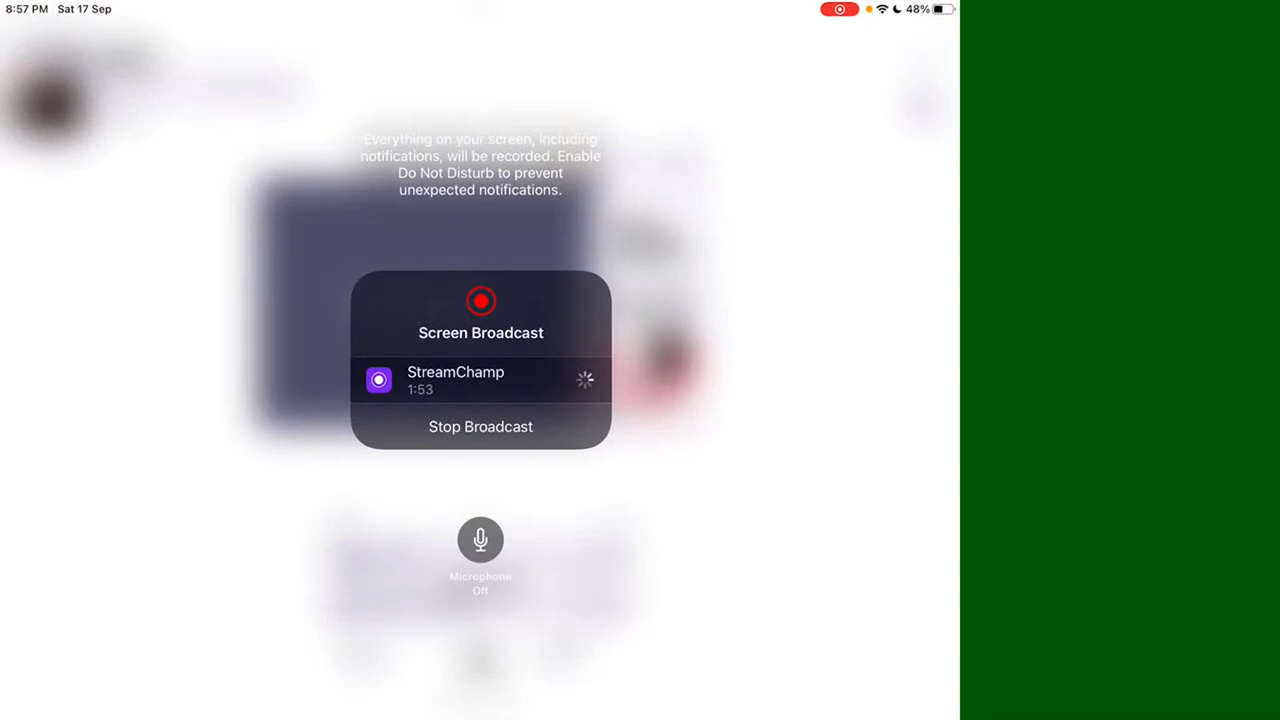 8:57 PM Sat 17 Sep
48%
Everything on your screen, including
notifications, will be recorded. Enable
Do Not Disturb to prevent
unexpected notifications.
Screen Broadcast
StreamChamp
1:53
Stop Broadcast
Microphone
Off